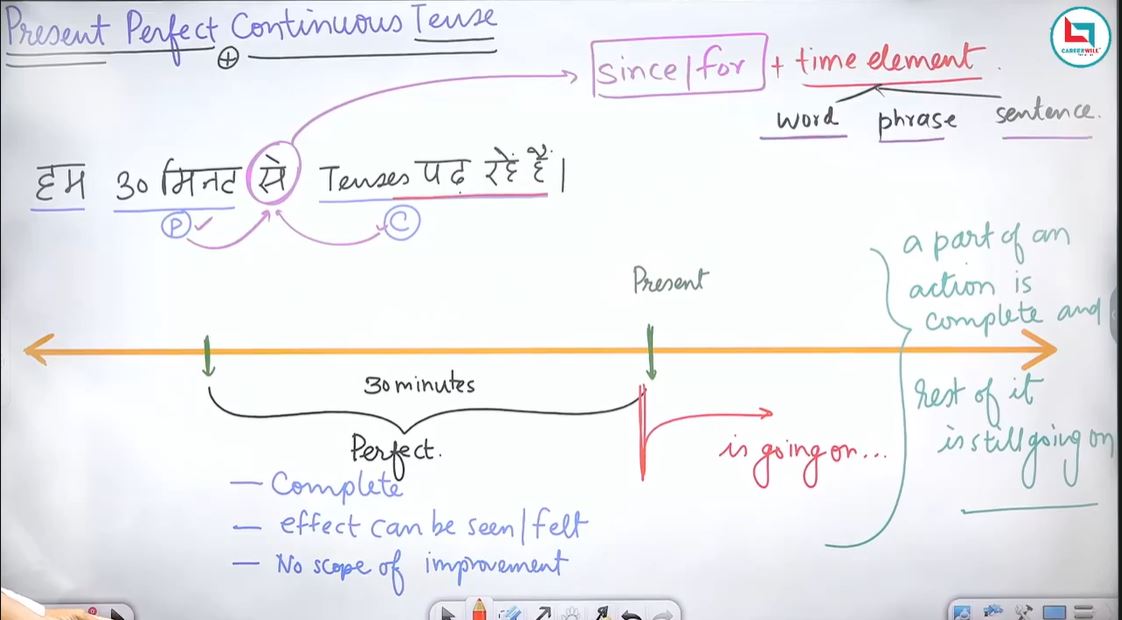 Present Perfect Continuous Tense
+
since/for + time element.
word phrase sentence.
हम 30 मिनट से Tenses पढ़ रहे हैं।
P C
Present
30 minutes
Perfect.
— Complete
— effect can be seen/felt
— No scope of improvement
is going on...
a part of an
action is
complete and
rest of it
is still going on
CAREERWILL